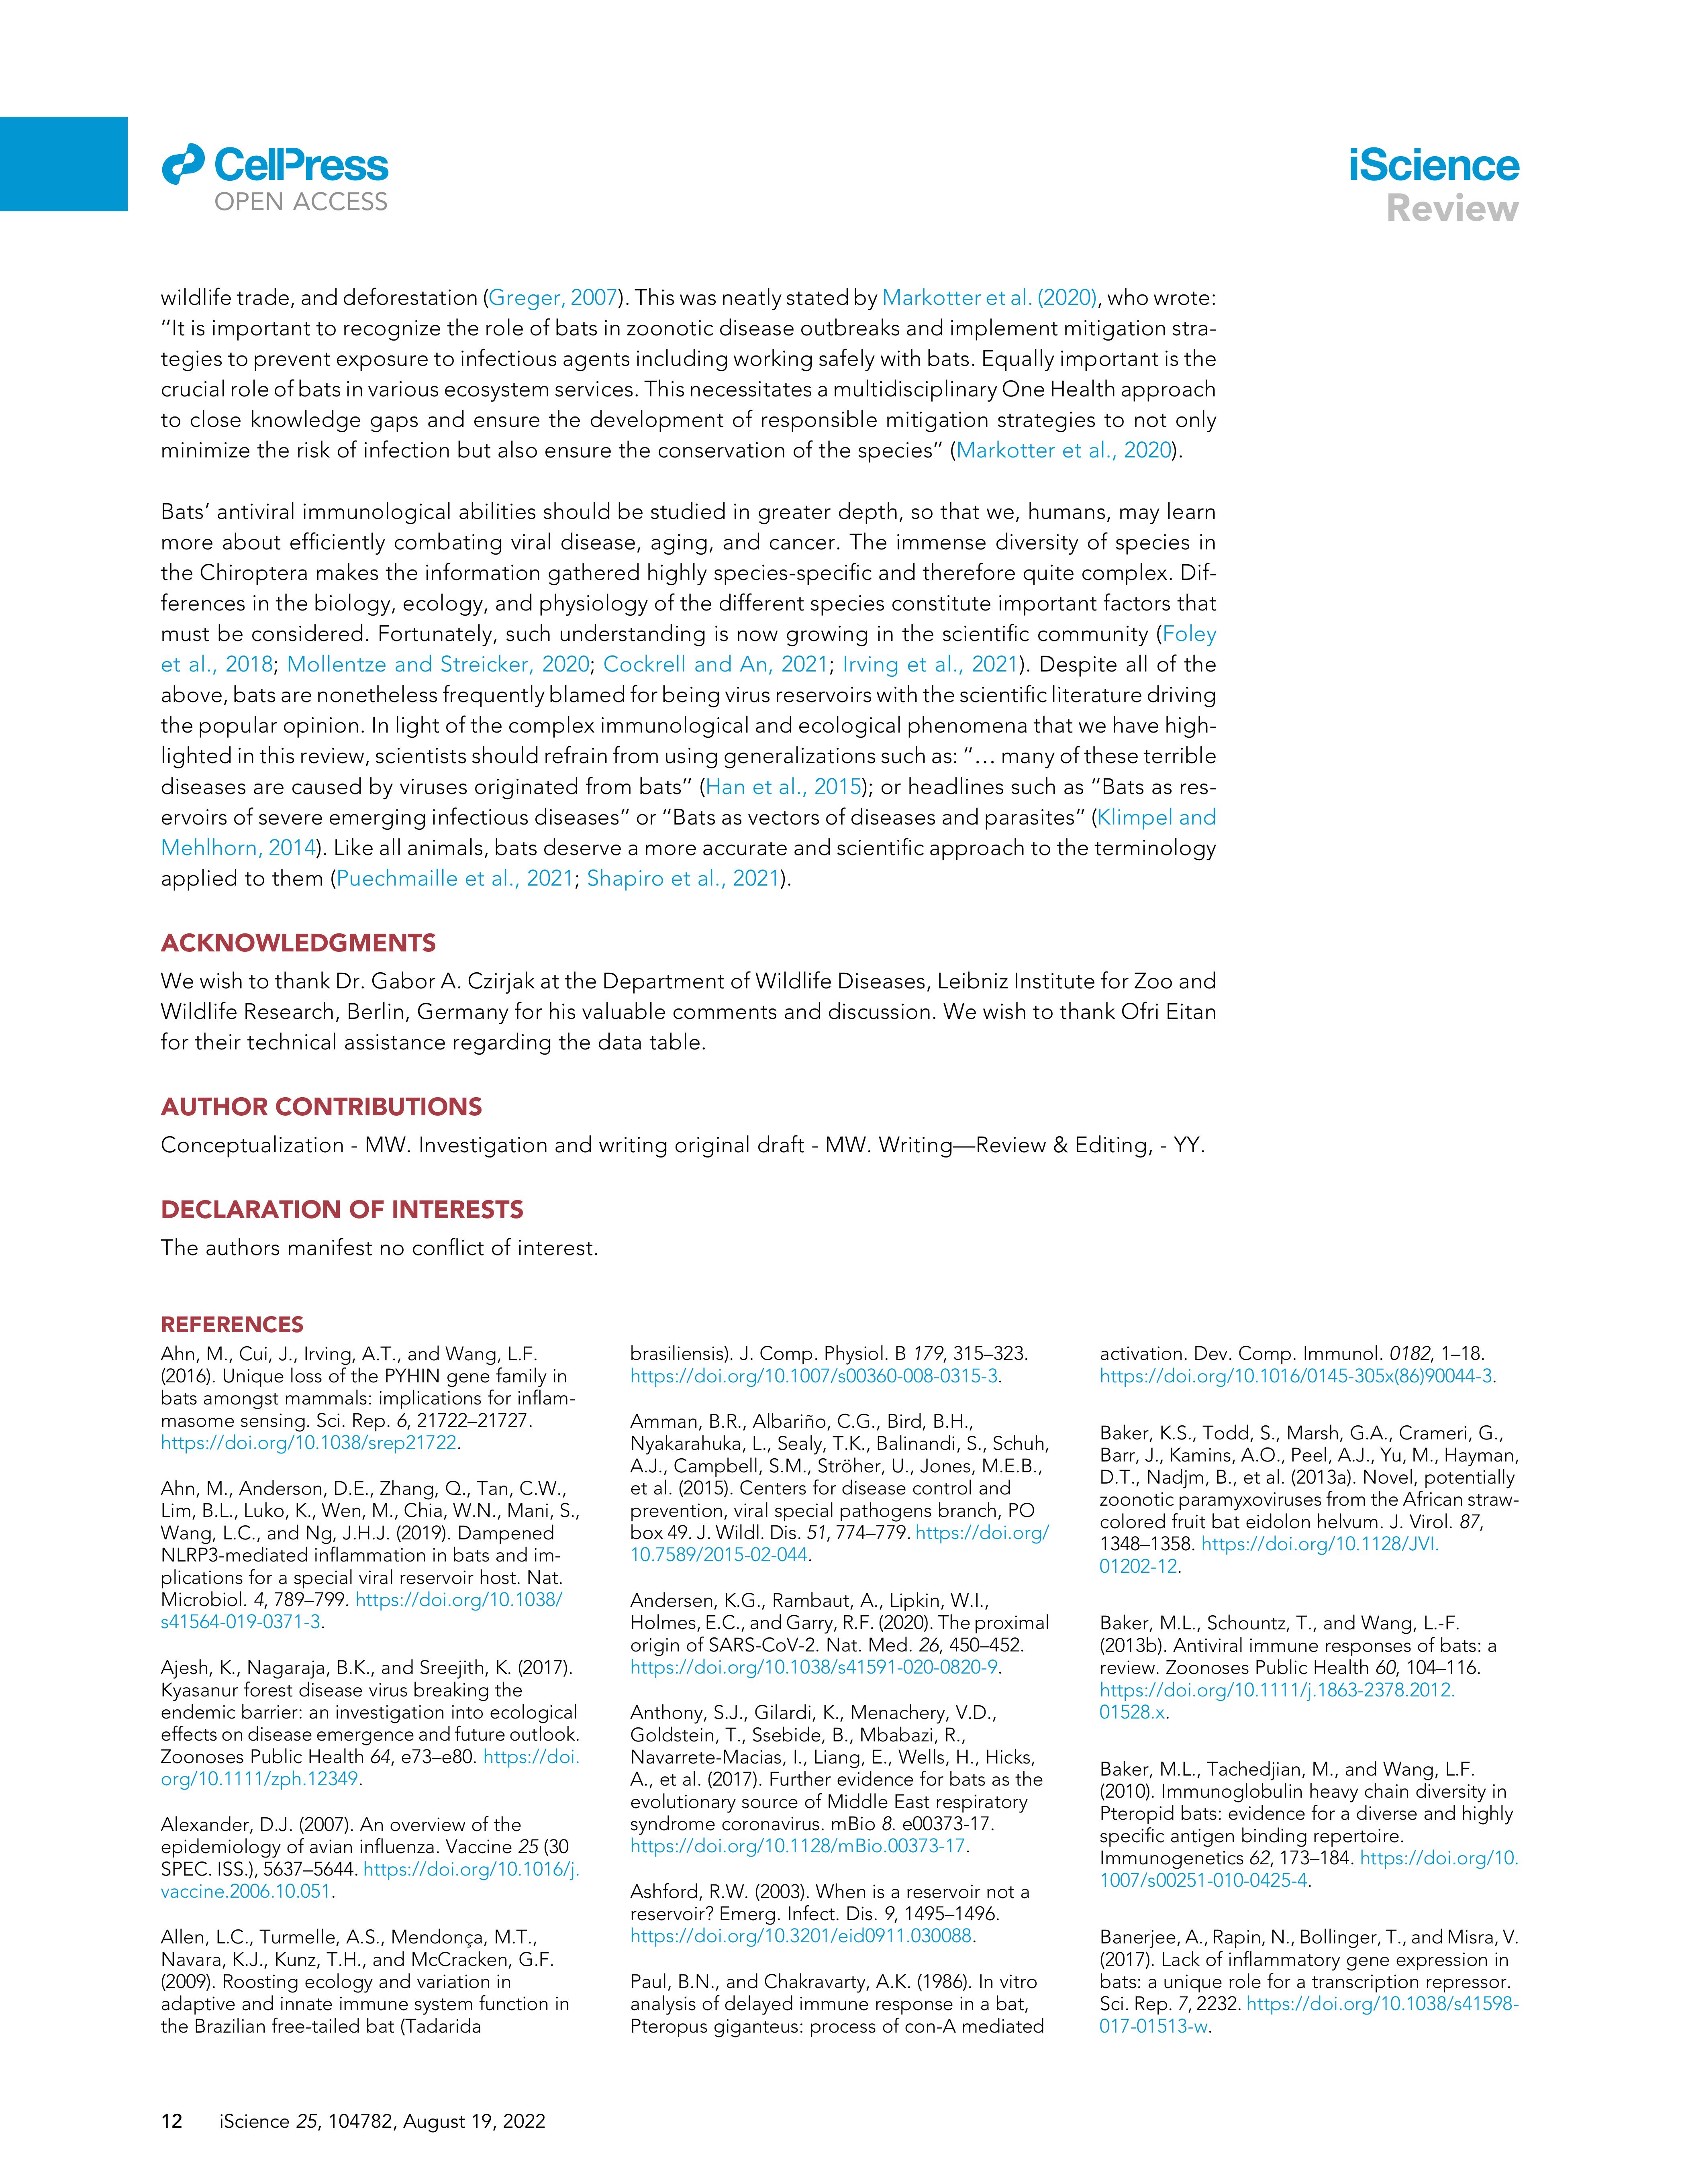 CellPress
OPEN ACCESS
iScience
Review
wildlife trade, and deforestation (Greger, 2007). This was neatly stated by Markotter et al. (2020), who wrote:
‘‘It is important to recognize the role of bats in zoonotic disease outbreaks and implement mitigation stra-
tegies to prevent exposure to infectious agents including working safely with bats. Equally important is the
crucial role of bats in various ecosystem services. This necessitates a multidisciplinary One Health approach
to close knowledge gaps and ensure the development of responsible mitigation strategies to not only
minimize the risk of infection but also ensure the conservation of the species’’ (Markotter et al., 2020).
Bats’ antiviral immunological abilities should be studied in greater depth, so that we, humans, may learn
more about efficiently combating viral disease, aging, and cancer. The immense diversity of species in
the Chiroptera makes the information gathered highly species-specific and therefore quite complex. Dif-
ferences in the biology, ecology, and physiology of the different species constitute important factors that
must be considered. Fortunately, such understanding is now growing in the scientific community (Foley
et al., 2018; Mollentze and Streicker, 2020; Cockrell and An, 2021; Irving et al., 2021). Despite all of the
above, bats are nonetheless frequently blamed for being virus reservoirs with the scientific literature driving
the popular opinion. In light of the complex immunological and ecological phenomena that we have high-
lighted in this review, scientists should refrain from using generalizations such as: “… many of these terrible
diseases are caused by viruses originated from bats” (Han et al., 2015); or headlines such as “Bats as res-
ervoirs of severe emerging infectious diseases” or “Bats as vectors of diseases and parasites” (Klimpel and
Mehlhorn, 2014). Like all animals, bats deserve a more accurate and scientific approach to the terminology
applied to them (Puechmaille et al., 2021; Shapiro et al., 2021).
ACKNOWLEDGMENTS
We wish to thank Dr. Gabor A. Czirjak at the Department of Wildlife Diseases, Leibniz Institute for Zoo and
Wildlife Research, Berlin, Germany for his valuable comments and discussion. We wish to thank Ofri Eitan
for their technical assistance regarding the data table.
AUTHOR CONTRIBUTIONS
Conceptualization - MW. Investigation and writing original draft - MW. Writing—Review & Editing, - YY.
DECLARATION OF INTERESTS
The authors manifest no conflict of interest.
REFERENCES
Ahn, M., Cui, J., Irving, A.T., and Wang, L.F.
(2016). Unique loss of the PYHIN gene family in
bats amongst mammals: implications for inflam-
masome sensing. Sci. Rep. 6, 21722–21727.
https://doi.org/10.1038/srep21722.
Ahn, M., Anderson, D.E., Zhang, Q., Tan, C.W.,
Lim, B.L., Luko, K., Wen, M., Chia, W.N., Mani, S.,
Wang, L.C., and Ng, J.H.J. (2019). Dampened
NLRP3-mediated inflammation in bats and im-
plications for a special viral reservoir host. Nat.
Microbiol. 4, 789–799. https://doi.org/10.1038/
s41564-019-0371-3.
Ajesh, K., Nagaraja, B.K., and Sreejith, K. (2017).
Kyasanur forest disease virus breaking the
endemic barrier: an investigation into ecological
effects on disease emergence and future outlook.
Zoonoses Public Health 64, e73–e80. https://doi.
org/10.1111/zph.12349.
Alexander, D.J. (2007). An overview of the
epidemiology of avian influenza. Vaccine 25 (30
SPEC. ISS.), 5637–5644. https://doi.org/10.1016/j.
vaccine.2006.10.051.
Allen, L.C., Turmelle, A.S., Mendonça, M.T.,
Navara, K.J., Kunz, T.H., and McCracken, G.F.
(2009). Roosting ecology and variation in
adaptive and innate immune system function in
the Brazilian free-tailed bat (Tadarida
brasiliensis). J. Comp. Physiol. B 179, 315–323.
https://doi.org/10.1007/s00360-008-0315-3.
Amman, B.R., Albariño, C.G., Bird, B.H.,
Nyakarahuka, L., Sealy, T.K., Balinandi, S., Schuh,
A.J., Campbell, S.M., Ströher, U., Jones, M.E.B.,
et al. (2015). Centers for disease control and
prevention, viral special pathogens branch, PO
box 49. J. Wildl. Dis. 51, 774–779. https://doi.org/
10.7589/2015-02-044.
Andersen, K.G., Rambaut, A., Lipkin, W.I.,
Holmes, E.C., and Garry, R.F. (2020). The proximal
origin of SARS-CoV-2. Nat. Med. 26, 450–452.
https://doi.org/10.1038/s41591-020-0820-9.
Anthony, S.J., Gilardi, K., Menachery, V.D.,
Goldstein, T., Ssebide, B., Mbabazi, R.,
Navarrete-Macias, I., Liang, E., Wells, H., Hicks,
A., et al. (2017). Further evidence for bats as the
evolutionary source of Middle East respiratory
syndrome coronavirus. mBio 8. e00373-17.
https://doi.org/10.1128/mBio.00373-17.
Ashford, R.W. (2003). When is a reservoir not a
reservoir? Emerg. Infect. Dis. 9, 1495–1496.
https://doi.org/10.3201/eid0911.030088.
Paul, B.N., and Chakravarty, A.K. (1986). In vitro
analysis of delayed immune response in a bat,
Pteropus giganteus: process of con-A mediated
activation. Dev. Comp. Immunol. 0182, 1–18.
https://doi.org/10.1016/0145-305x(86)90044-3.
Baker, K.S., Todd, S., Marsh, G.A., Crameri, G.,
Barr, J., Kamins, A.O., Peel, A.J., Yu, M., Hayman,
D.T., Nadjm, B., et al. (2013a). Novel, potentially
zoonotic paramyxoviruses from the African straw-
colored fruit bat eidolon helvum. J. Virol. 87,
1348–1358. https://doi.org/10.1128/JVI.
01202-12.
Baker, M.L., Schountz, T., and Wang, L.-F.
(2013b). Antiviral immune responses of bats: a
review. Zoonoses Public Health 60, 104–116.
https://doi.org/10.1111/j.1863-2378.2012.
01528.x.
Baker, M.L., Tachedjian, M., and Wang, L.F.
(2010). Immunoglobulin heavy chain diversity in
Pteropid bats: evidence for a diverse and highly
specific antigen binding repertoire.
Immunogenetics 62, 173–184. https://doi.org/10.
1007/s00251-010-0425-4.
Banerjee, A., Rapin, N., Bollinger, T., and Misra, V.
(2017). Lack of inflammatory gene expression in
bats: a unique role for a transcription repressor.
Sci. Rep. 7, 2232. https://doi.org/10.1038/s41598-
017-01513-w.
12 iScience 25, 104782, August 19, 2022